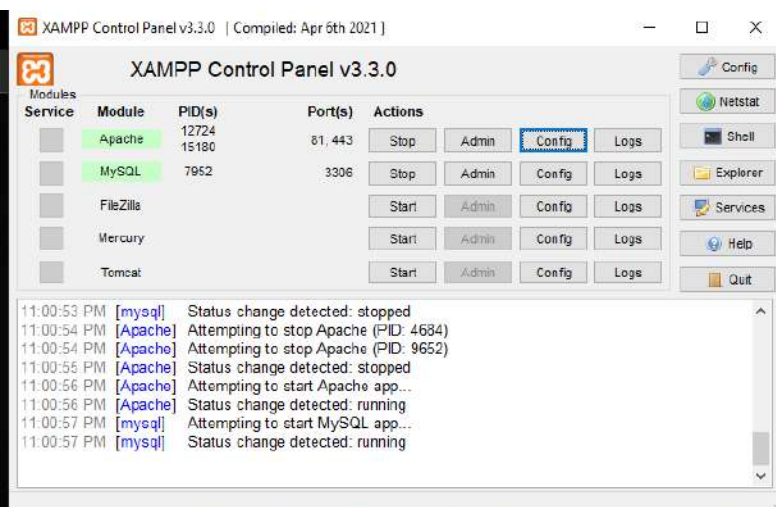 XAMPP Control Panel v3.3.0 [ Compiled: Apr 6th 2021 ]
XAMPP Control Panel v3.3.0
Config
Modules
Service Module PID(s) Port(s) Actions
Netstat
Apache 12724 15180 81, 443 Stop Admin Config Logs
Shell
MySQL 7952 3306 Stop Admin Config Logs
Explorer
FileZilla Start Admin Config Logs
Services
Mercury Start Admin Config Logs
Help
Tomcat Start Admin Config Logs
Quit
11:00:53 PM [mysql] Status change detected: stopped
11:00:54 PM [Apache] Attempting to stop Apache (PID: 4684)
11:00:54 PM [Apache] Attempting to stop Apache (PID: 9652)
11:00:55 PM [Apache] Status change detected: stopped
11:00:56 PM [Apache] Attempting to start Apache app...
11:00:56 PM [Apache] Status change detected: running
11:00:57 PM [mysql] Attempting to start MySQL app...
11:00:57 PM [mysql] Status change detected: running